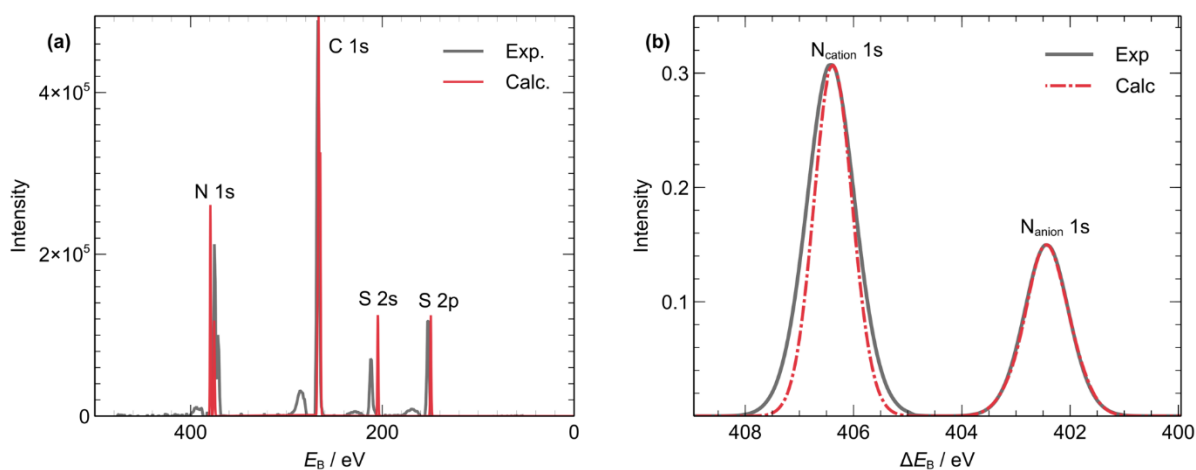 (a)
C 1s
Exp.
Calc.
4×10⁵
N 1s
Intensity
2×10⁵
S 2s
S 2p
0
400
200
0
E_B / eV
(b)
N_cation 1s
Exp
Calc
0.3
Intensity
0.2
N_anion 1s
0.1
408
406
404
402
400
ΔE_B / eV